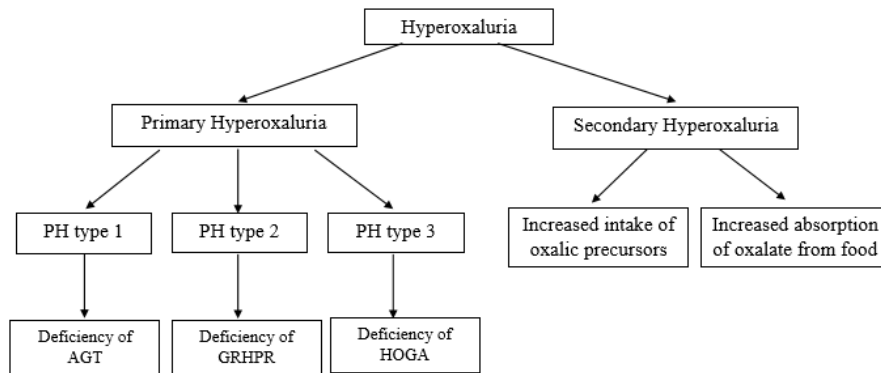 Hyperoxaluria
Primary Hyperoxaluria
Secondary Hyperoxaluria
PH type 1
PH type 2
PH type 3
Increased intake of
oxalic precursors
Increased absorption
of oxalate from food
Deficiency of
AGT
Deficiency of
GRHPR
Deficiency of
HOGA